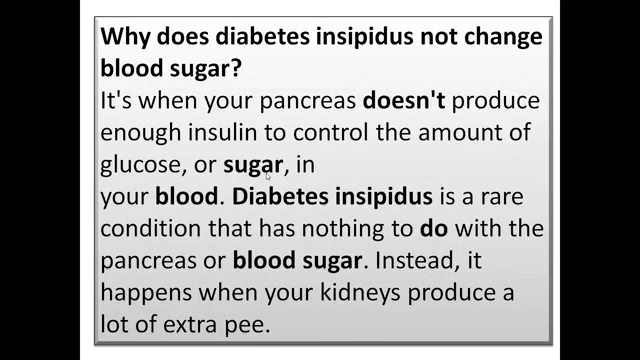 Why does diabetes insipidus not change
blood sugar?
It's when your pancreas doesn't produce
enough insulin to control the amount of
glucose, or sugar, in
your blood. Diabetes insipidus is a rare
condition that has nothing to do with the
pancreas or blood sugar. Instead, it
happens when your kidneys produce a
lot of extra pee.